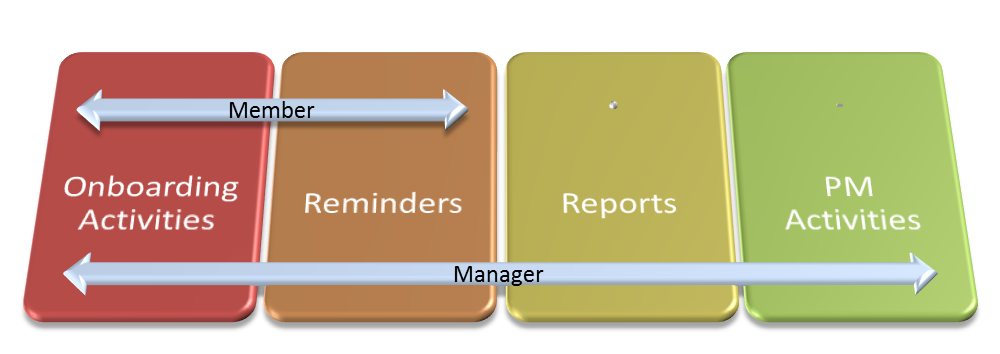 Member
Onboarding
Activities
Reminders
Reports
PM
Activities
Manager